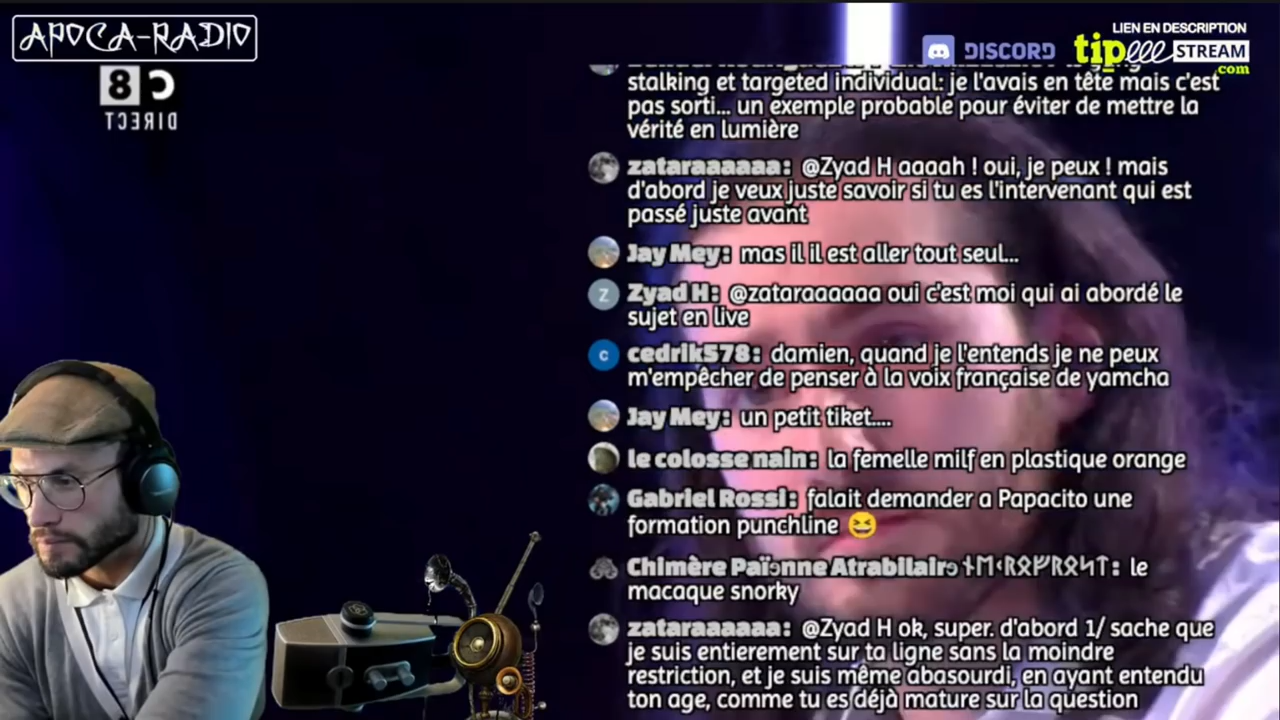 APOCA-RADIO
C8
DIRECT
LIEN EN DESCRIPTION
DISCORD
tipeee STREAM
.com
stalking et targeted individual: je l'avais en tête mais c'est
pas sorti... un exemple probable pour éviter de mettre la
vérité en lumière
zataraaaaaa: @Zyad H aaaah ! oui, je peux ! mais
d'abord je veux juste savoir si tu es l'intervenant qui est
passé juste avant
Jay Mey: mas il il est aller tout seul...
Z
Zyad H: @zataraaaaaa oui c'est moi qui ai abordé le
sujet en live
c
cedrik578: damien, quand je l'entends je ne peux
m'empêcher de penser à la voix française de yamcha
Jay Mey: un petit tiket....
le colosse nain: la femelle milf en plastique orange
Gabriel Rossi: falait demander a Papacito une
formation punchline 😆
Chimère Païɘnne Atrabilairɘ ᚾᛖᚲᚱᛟᚠᚱᛟᛋᛏ: le
macaque snorky
zataraaaaaa: @Zyad H ok, super. d'abord 1/ sache que
je suis entierement sur ta ligne sans la moindre
restriction, et je suis même abasourdi, en ayant entendu
ton age, comme tu es déjà mature sur la question